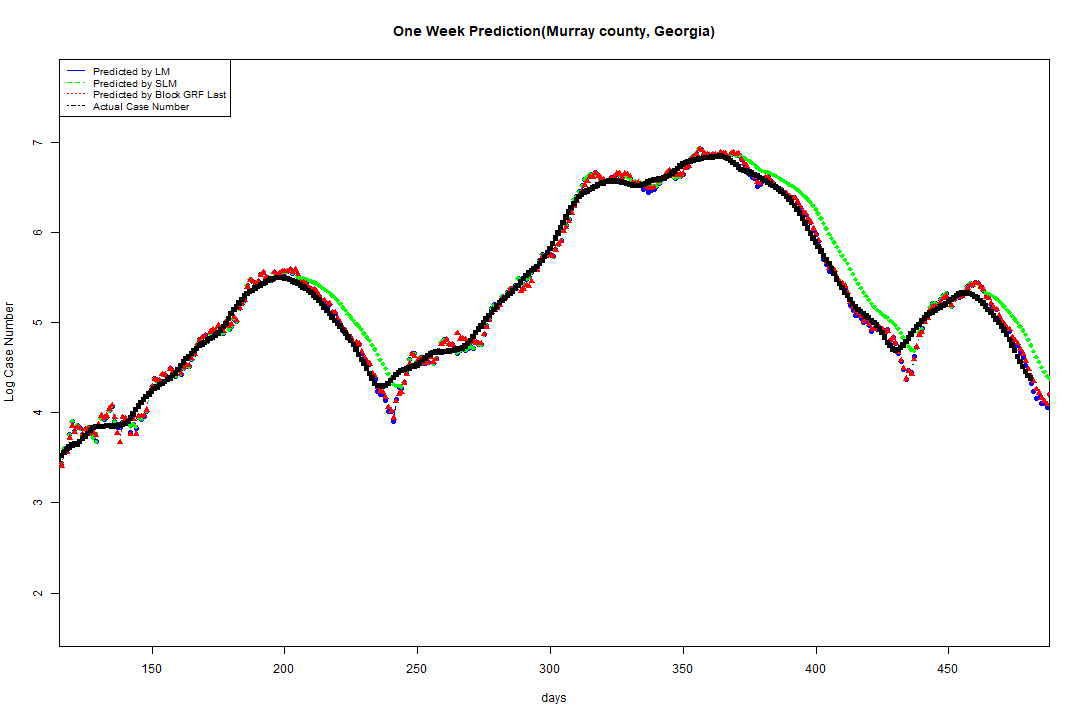 One Week Prediction(Murray county, Georgia)
Predicted by LM
Predicted by SLM
Predicted by Block GRF Last
Actual Case Number
7
6
5
4
3
2
Log Case Number
150 200 250 300 350 400 450
days